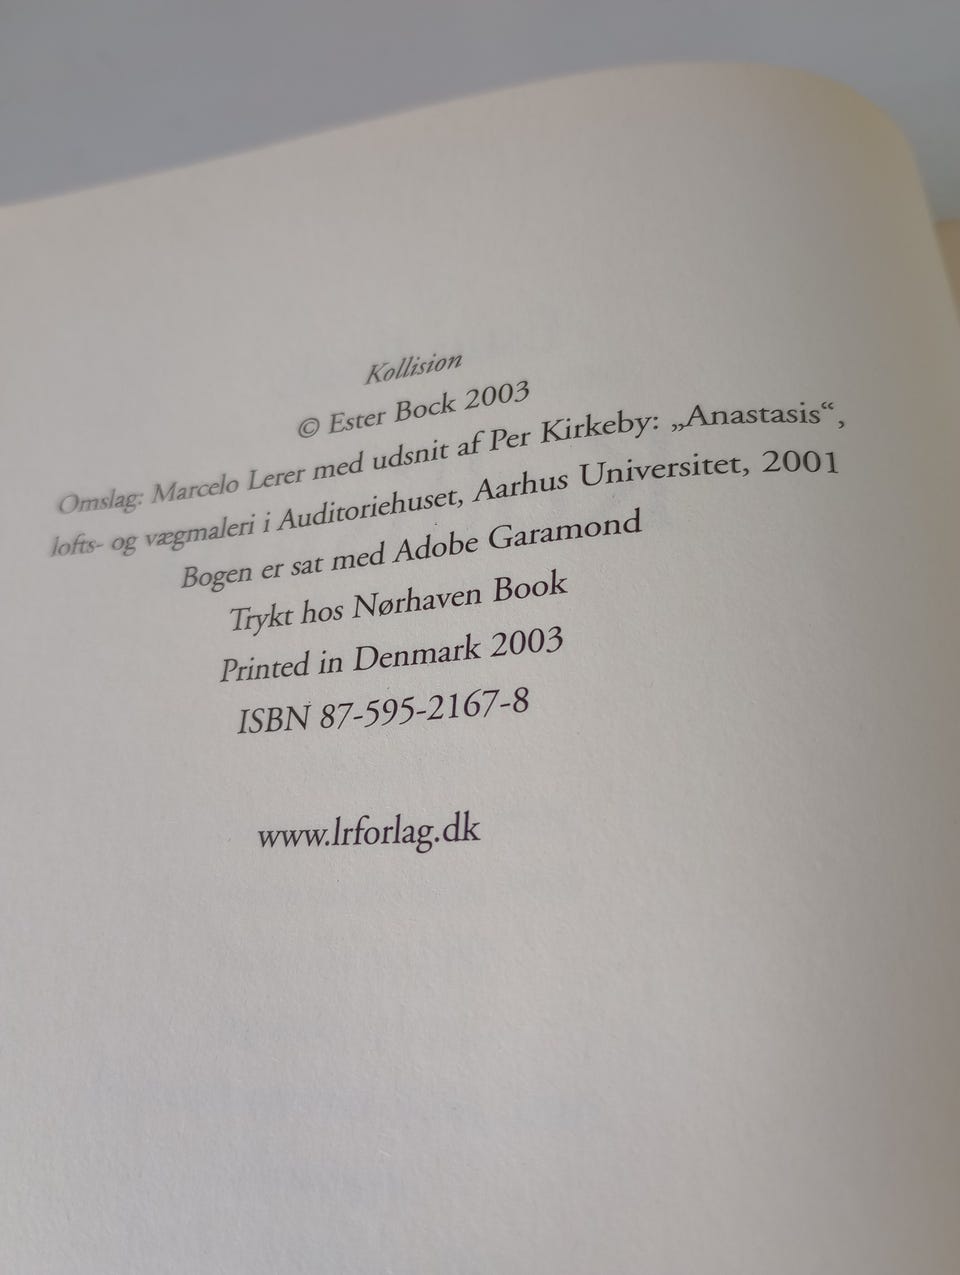 Kollision
© Ester Bock 2003
Omslag: Marcelo Lerer med udsnit af Per Kirkeby: „Anastasis“,
lofts- og vægmaleri i Auditoriehuset, Aarhus Universitet, 2001
Bogen er sat med Adobe Garamond
Trykt hos Nørhaven Book
Printed in Denmark 2003
ISBN 87-595-2167-8
www.lrforlag.dk